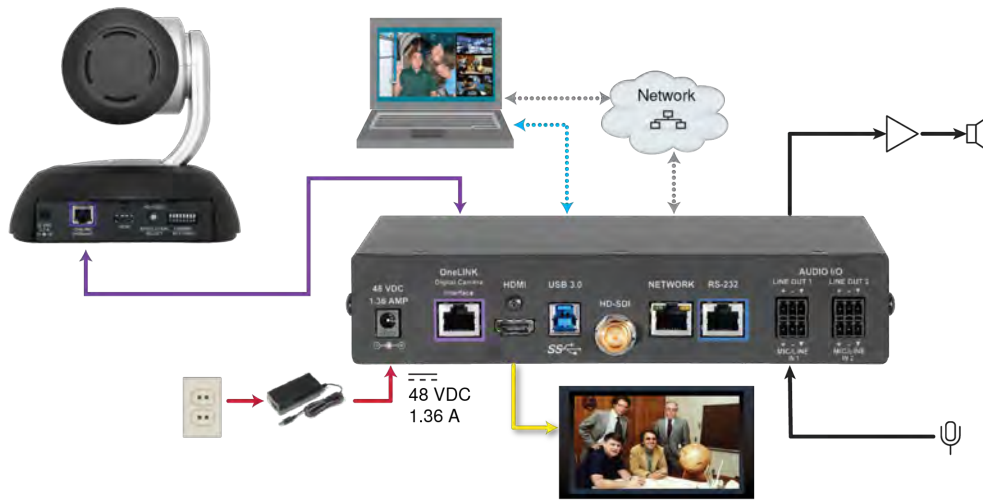 Network
48 VDC
1.36 AMP
OneLINK
Digital Camera
Interface
HDMI
USB 3.0
HD-SDI
NETWORK
RS-232
AUDIO I/O
LINE OUT 1
LINE OUT 2
+ - ▼
+ - ▼
+ - ▼
+ - ▼
MIC/LINE
IN 1
MIC/LINE
IN 2
SS
48 VDC
1.36 A